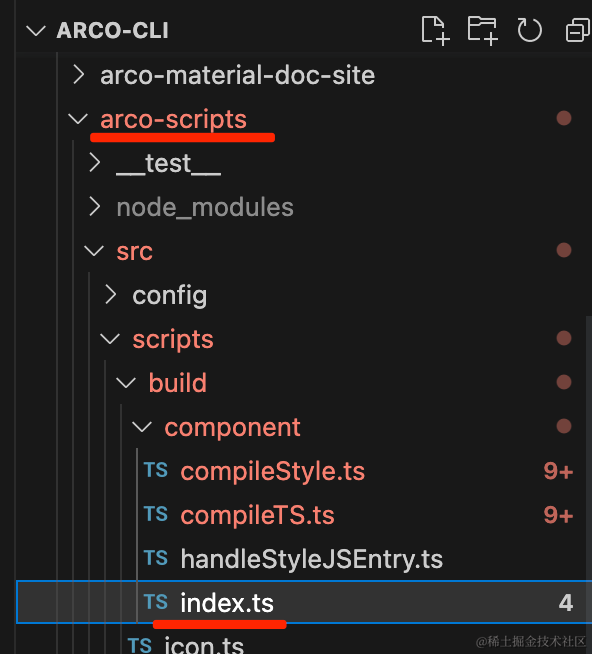 ARCO-CLI
arco-material-doc-site
arco-scripts
__test__
node_modules
src
config
scripts
build
component
TS compileStyle.ts 9+
TS compileTS.ts 9+
TS handleStyleJSEntry.ts
TS index.ts 4
TS icon.ts
@稀土掘金技术社区